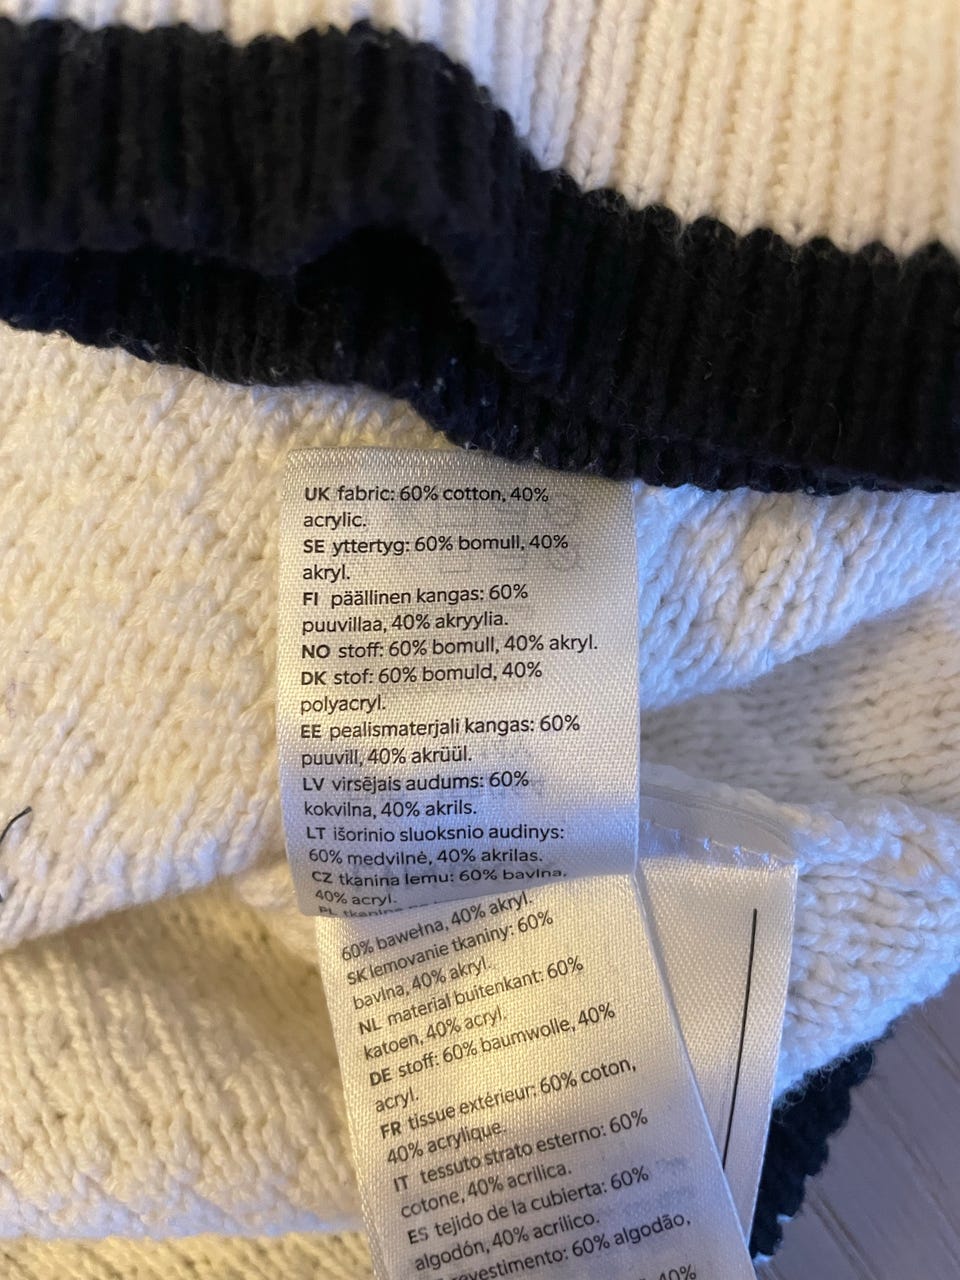 UK fabric: 60% cotton, 40%
acrylic.
SE yttertyg: 60% bomull, 40%
akryl.
FI päällinen kangas: 60%
puuvillaa, 40% akryylia.
NO stoff: 60% bomull, 40% akryl.
DK stof: 60% bomuld, 40%
polyacryl.
EE pealismaterjali kangas: 60%
puuvill, 40% akrüül.
LV virsējais audums: 60%
kokvilna, 40% akrils.
LT išorinio sluoksnio audinys:
60% medvilnė, 40% akrilas.
CZ tkanina lemu: 60% bavlna,
40% acryl.
PL tkanina
60% bawełna, 40% akryl.
SK lemovanie tkaniny: 60%
bavlna, 40% akryl.
NL material buitenkant: 60%
katoen, 40% acryl.
DE stoff: 60% baumwolle, 40%
acryl.
FR tissue extérieur: 60% coton,
40% acrylique.
IT tessuto strato esterno: 60%
cotone, 40% acrilica.
ES tejido de la cubierta: 60%
algodón, 40% acrílico.
revestimento: 60% algodão,
40%